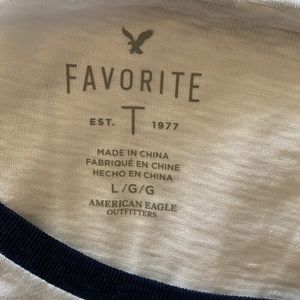 FAVORITE
T
EST. 1977
MADE IN CHINA
FABRIQUÉ EN CHINE
HECHO EN CHINA
L/G/G
AMERICAN EAGLE
OUTFITTERS